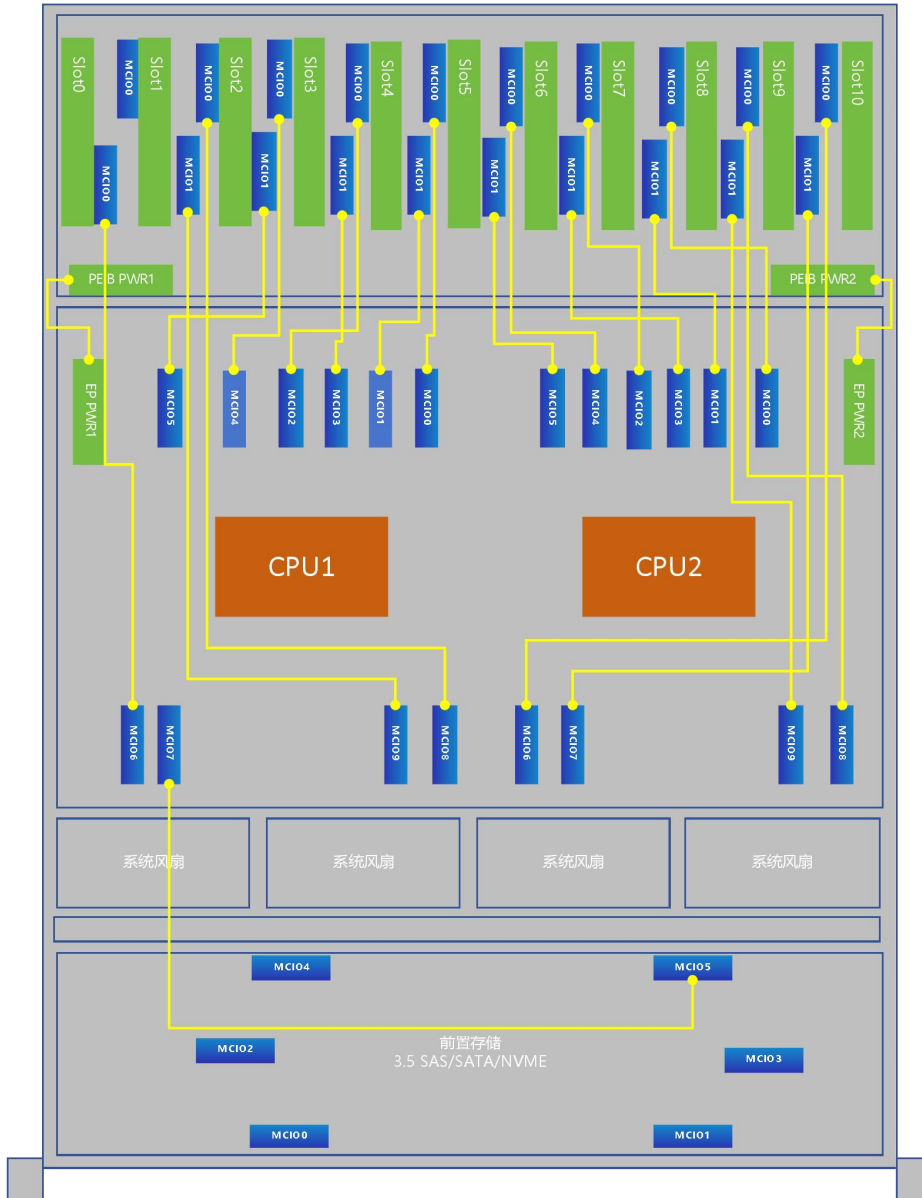 Slot0
MCIO0
Slot1
MCIO0
Slot2
MCIO0
Slot3
MCIO0
Slot4
MCIO0
Slot5
MCIO0
Slot6
MCIO0
Slot7
MCIO0
Slot8
MCIO0
Slot9
MCIO0
Slot10
MCIO0
MCIO1
MCIO1
MCIO1
MCIO1
MCIO1
MCIO1
MCIO1
MCIO1
MCIO1
PEIB PWR1
PEIB PWR2
EP PWR1
MCIO5
MCIO4
MCIO2
MCIO3
MCIO1
MCIO0
MCIO5
MCIO4
MCIO2
MCIO3
MCIO1
MCIO0
EP PWR2
CPU1
CPU2
MCIO6
MCIO7
MCIO9
MCIO8
MCIO6
MCIO7
MCIO9
MCIO8
系统风扇
系统风扇
系统风扇
系统风扇
MCIO4
MCIO5
前置存储
3.5 SAS/SATA/NVME
MCIO2
MCIO3
MCIO0
MCIO1